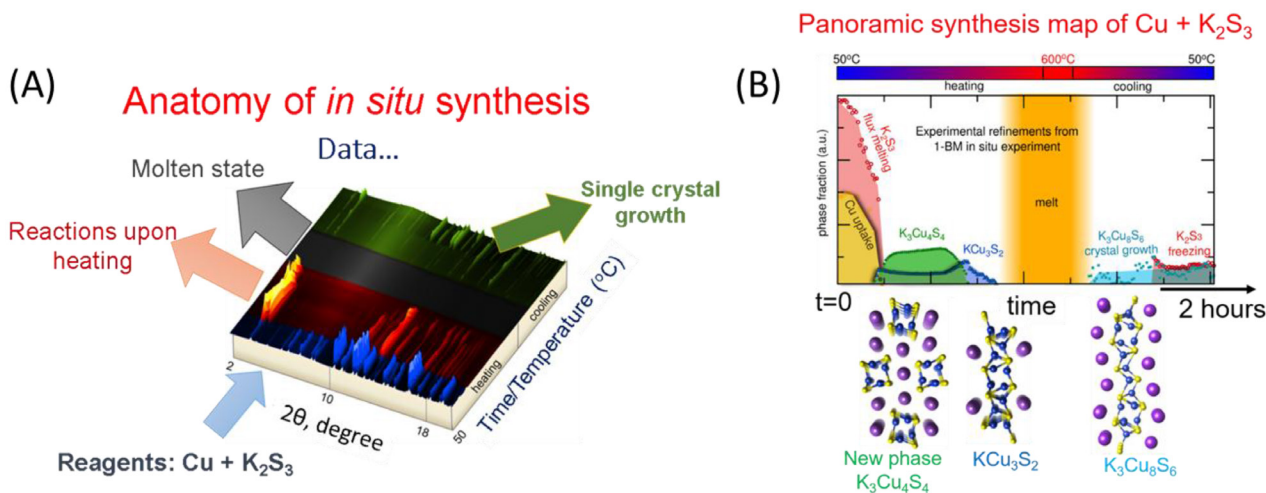 (A)
Anatomy of in situ synthesis
Data...
Molten state
Single crystal
growth
Reactions upon
heating
cooling
heating
2
10
18
50
2θ, degree
Time/Temperature (°C)
Reagents: Cu + K₂S₃
(B)
Panoramic synthesis map of Cu + K₂S₃
50°C
600°C
50°C
heating
cooling
phase fraction (a.u.)
K₂S₃
flux melting
Experimental refinements from
1-BM in situ experiment
Cu uptake
K₃Cu₄S₄
KCu₃S₂
melt
K₃Cu₈S₆
crystal growth
K₂S₃
freezing
t=0
time
2 hours
New phase
K₃Cu₄S₄
KCu₃S₂
K₃Cu₈S₆